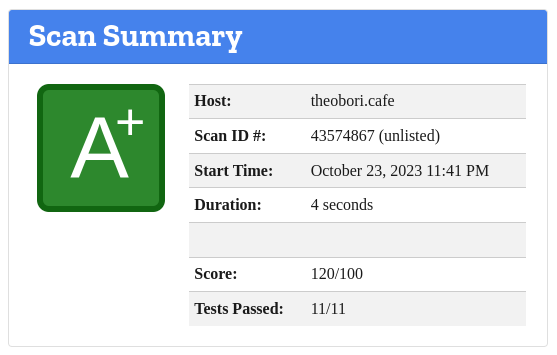 Scan Summary
A+
Host: theobori.cafe
Scan ID #: 43574867 (unlisted)
Start Time: October 23, 2023 11:41 PM
Duration: 4 seconds
Score: 120/100
Tests Passed: 11/11